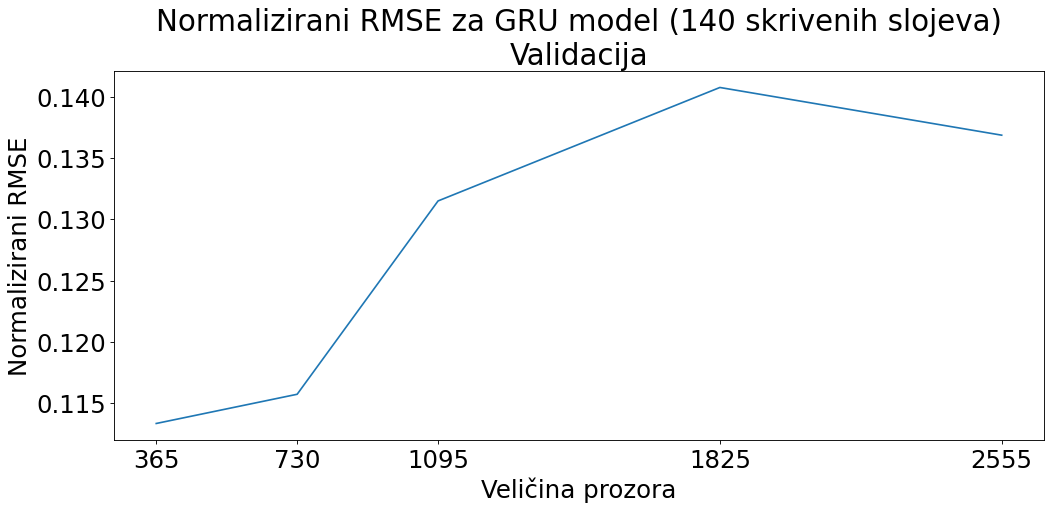 Normalizirani RMSE za GRU model (140 skrivenih slojeva)
Validacija
Normalizirani RMSE
0.140
0.135
0.130
0.125
0.120
0.115
365 730 1095 1825 2555
Veličina prozora